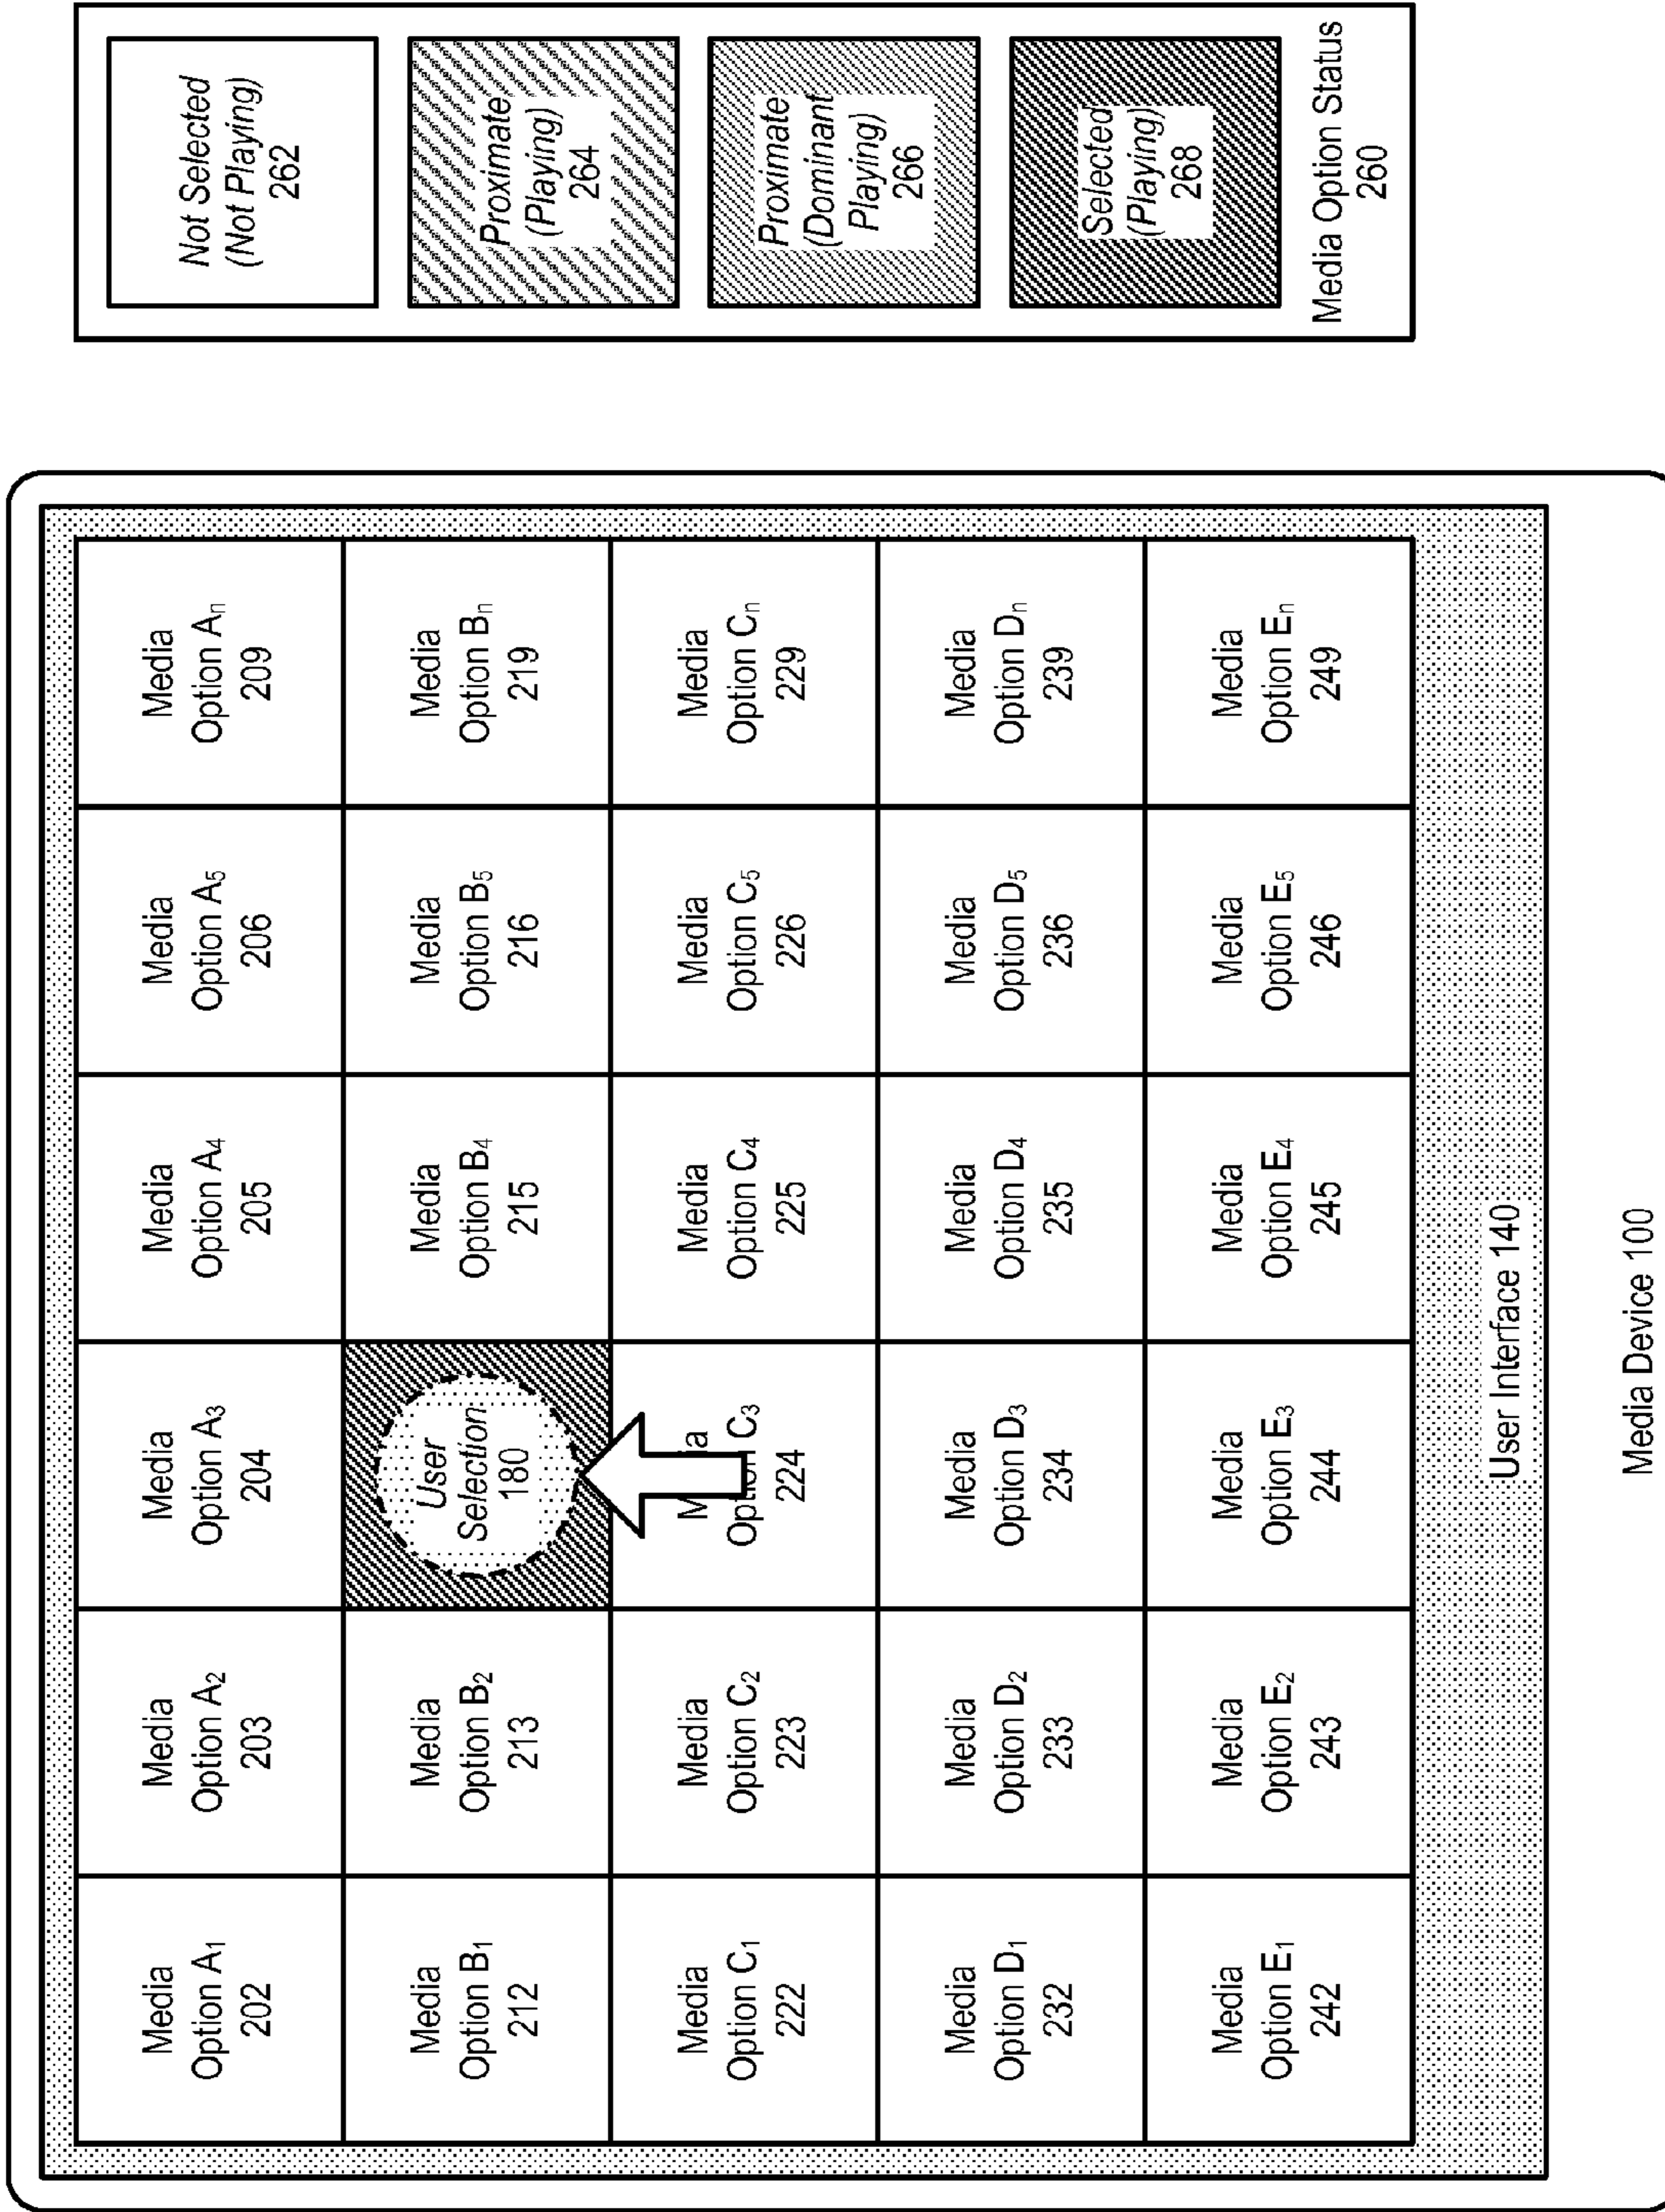 Media
Option A₁
202
Media
Option A₂
203
Media
Option A₃
204
Media
Option A₄
205
Media
Option A₅
206
Media
Option Aₙ
209
Media
Option B₁
212
Media
Option B₂
213
User
Selection
180
Media
Option B₄
215
Media
Option B₅
216
Media
Option Bₙ
219
Media
Option C₁
222
Media
Option C₂
223
Option C₃
224
Media
Option C₄
225
Media
Option C₅
226
Media
Option Cₙ
229
Media
Option D₁
232
Media
Option D₂
233
Media
Option D₃
234
Media
Option D₄
235
Media
Option D₅
236
Media
Option Dₙ
239
Media
Option E₁
242
Media
Option E₂
243
Media
Option E₃
244
Media
Option E₄
245
Media
Option E₅
246
Media
Option Eₙ
249
User Interface 140
Media Device 100
Not Selected
(Not Playing)
262
Proximate
(Playing)
264
Proximate
(Dominant
Playing)
266
Selected
(Playing)
268
Media Option Status
260